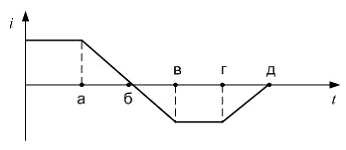 i
в г д
а б t